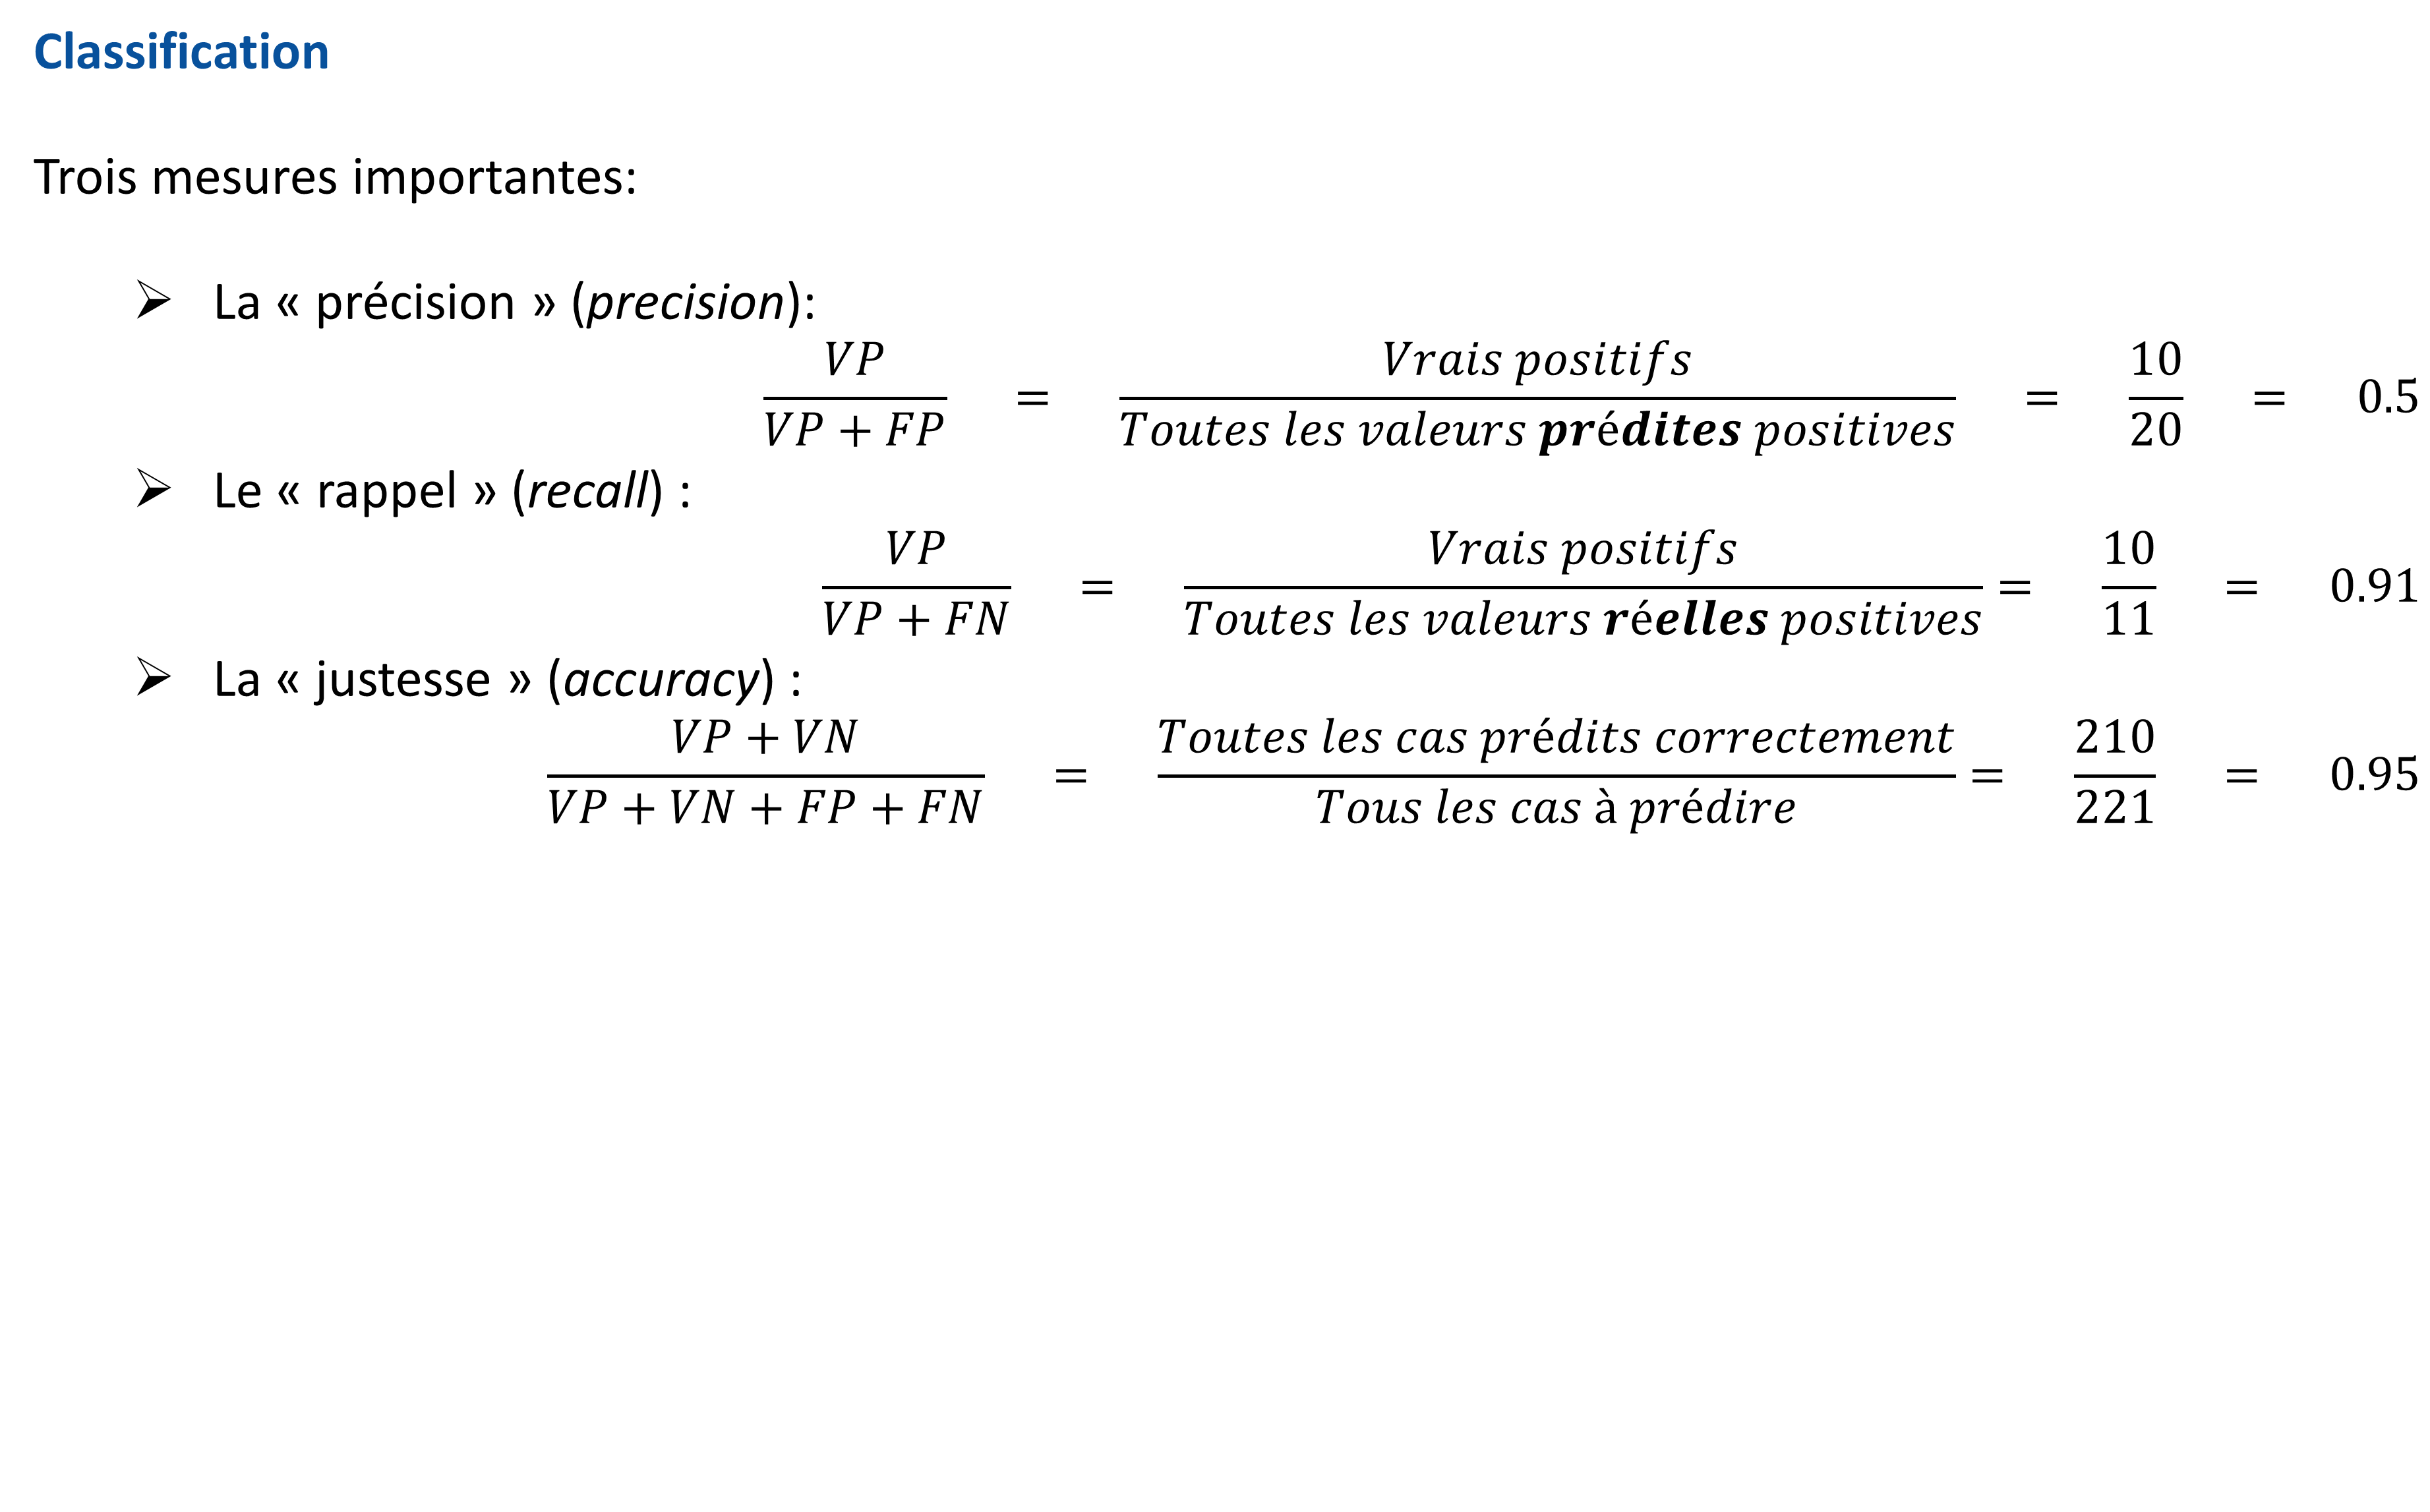 Classification
Trois mesures importantes:
➢ La « précision » (precision):
VP / (VP + FP) = Vrais positifs / Toutes les valeurs prédites positives = 10 / 20 = 0.5
➢ Le « rappel » (recall) :
VP / (VP + FN) = Vrais positifs / Toutes les valeurs réelles positives = 10 / 11 = 0.91
➢ La « justesse » (accuracy) :
(VP + VN) / (VP + VN + FP + FN) = Toutes les cas prédits correctement / Tous les cas à prédire = 210 / 221 = 0.95